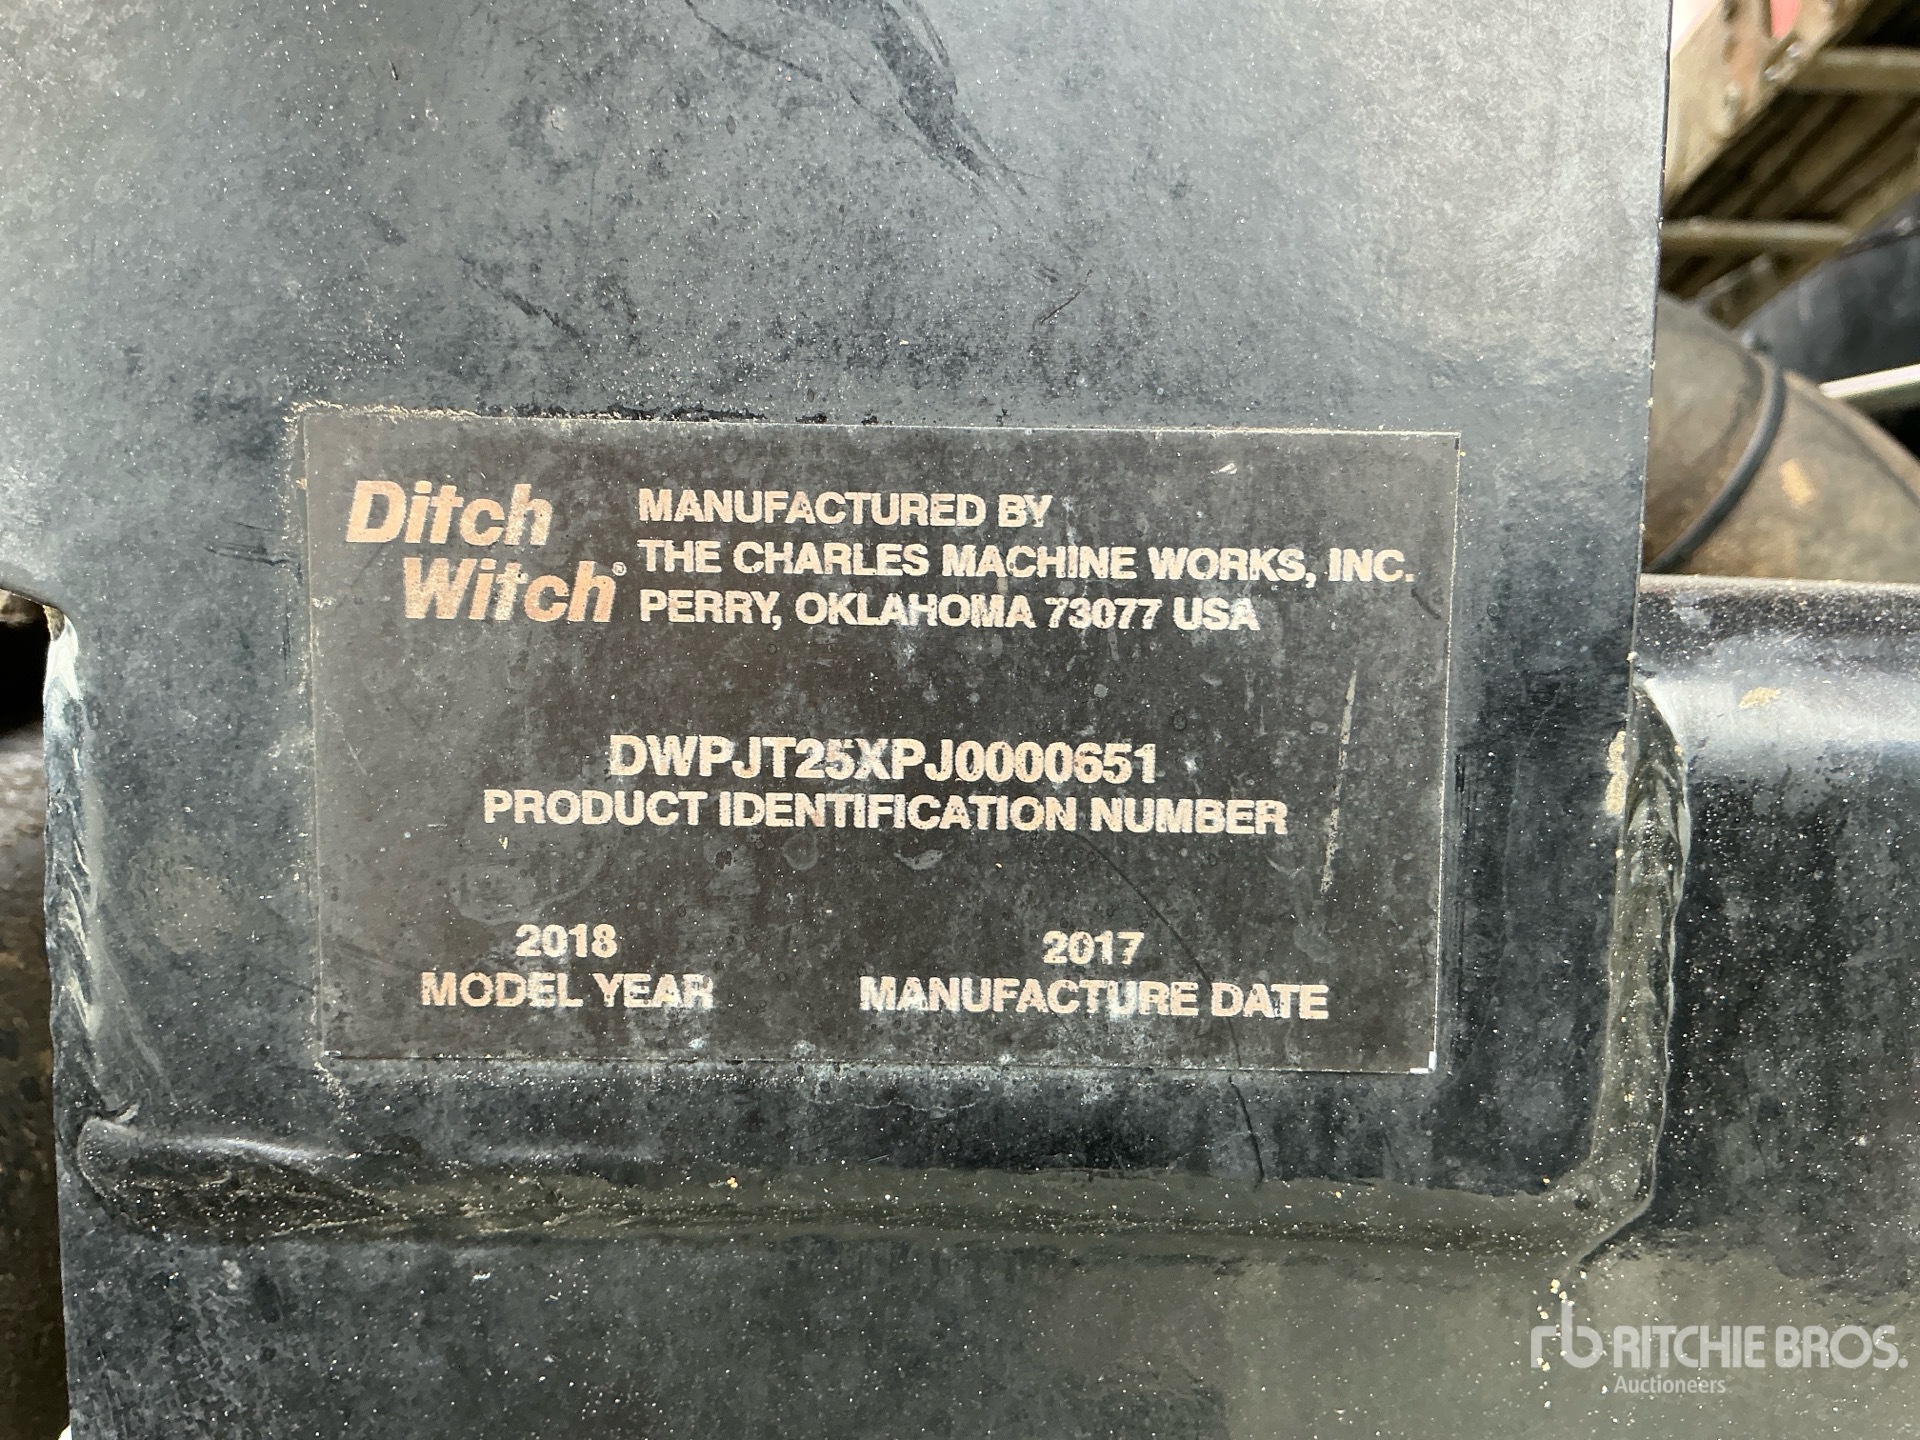 Ditch
Witch®
MANUFACTURED BY
THE CHARLES MACHINE WORKS, INC.
PERRY, OKLAHOMA 73077 USA
DWPJT25XPJ0000651
PRODUCT IDENTIFICATION NUMBER
2018
MODEL YEAR
2017
MANUFACTURE DATE
rb RITCHIE BROS.
Auctioneers